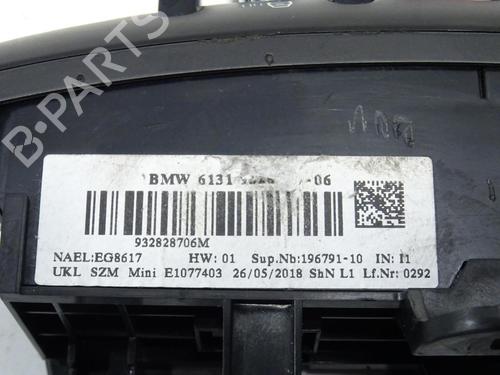 BMW 6131 -06
932828706M
NAEL:EG8617 HW: 01 Sup.Nb:196791-10 IN: I1
UKL SZM Mini E1077403 26/05/2018 ShN L1 Lf.Nr: 0292
B-PARTS